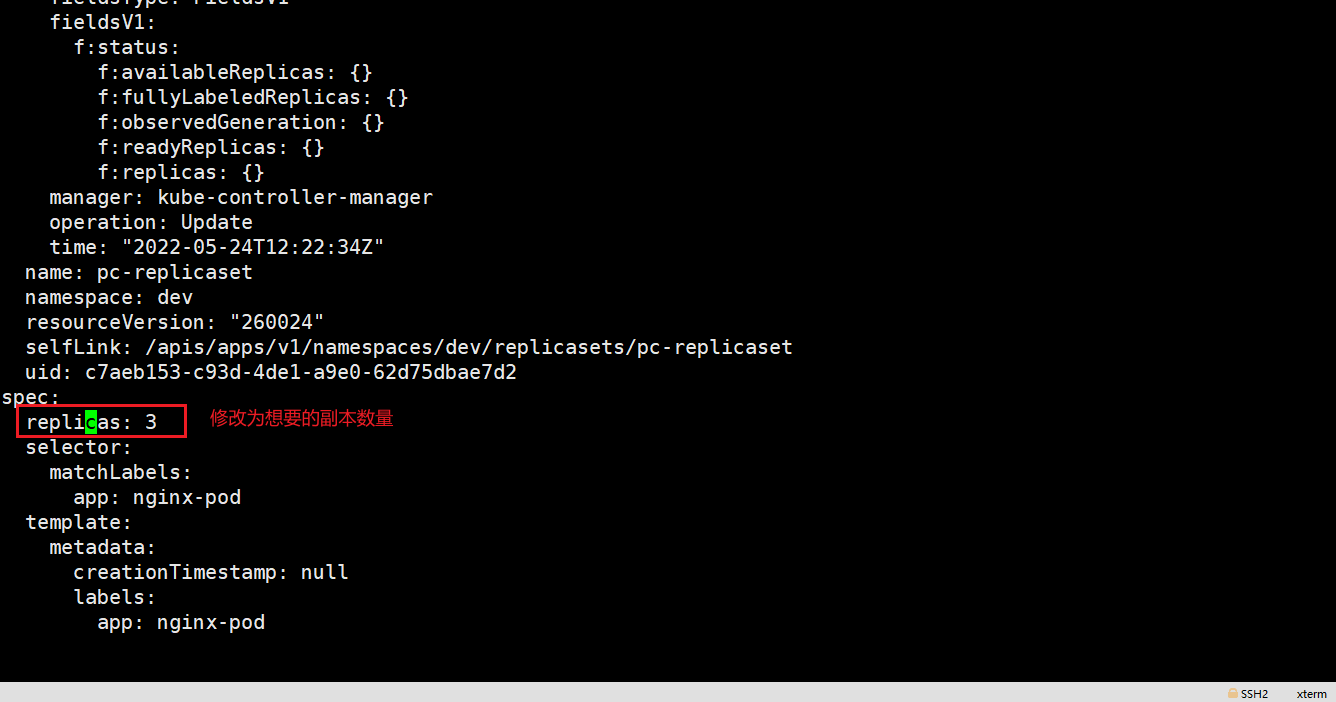 fieldsType: FieldsV1
fieldsV1:
f:status:
f:availableReplicas: {}
f:fullyLabeledReplicas: {}
f:observedGeneration: {}
f:readyReplicas: {}
f:replicas: {}
manager: kube-controller-manager
operation: Update
time: "2022-05-24T12:22:34Z"
name: pc-replicaset
namespace: dev
resourceVersion: "260024"
selfLink: /apis/apps/v1/namespaces/dev/replicasets/pc-replicaset
uid: c7aeb153-c93d-4de1-a9e0-62d75dbae7d2
spec:
replicas: 3 修改为想要的副本数量
selector:
matchLabels:
app: nginx-pod
template:
metadata:
creationTimestamp: null
labels:
app: nginx-pod
SSH2 xterm